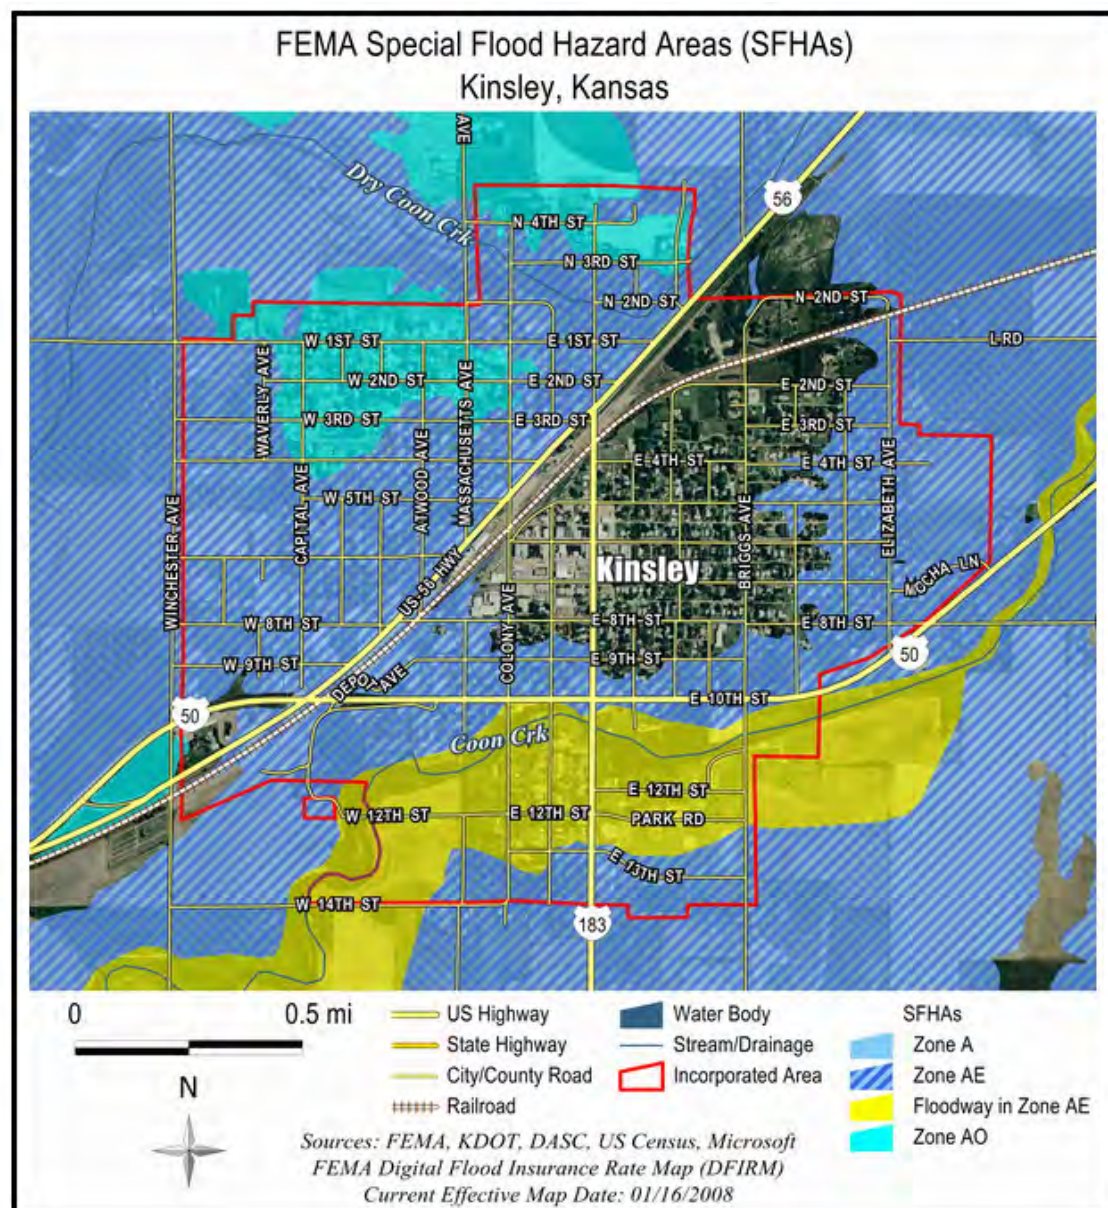 FEMA Special Flood Hazard Areas (SFHAs)
Kinsley, Kansas
AVE
Dry Coon Crk
56
N 4TH ST
N 3RD ST
N 2ND ST
N 2ND ST
W 1ST ST
E 1ST ST
L RD
WAVERLY AVE
W 2ND ST
E 2ND ST
E 2ND ST
W 3RD ST
E 3RD ST
E 3RD ST
MASSACHUSETTS AVE
ATWOOD AVE
E 4TH ST
E 4TH ST
ELIZABETH AVE
CAPITAL AVE
W 5TH ST
WINCHESTER AVE
US-56 HWY
BRIGGS AVE
Kinsley
MOCHA LN
COLONY AVE
W 8TH ST
E 8TH ST
E 8TH ST
W 9TH ST
DEPOT AVE
E 9TH ST
50
50
E 10TH ST
Coon Crk
E 12TH ST
W 12TH ST
E 12TH ST
PARK RD
E 13TH ST
W 14TH ST
183
0
0.5 mi
N
US Highway
State Highway
City/County Road
Railroad
Water Body
Stream/Drainage
Incorporated Area
SFHAs
Zone A
Zone AE
Floodway in Zone AE
Zone AO
Sources: FEMA, KDOT, DASC, US Census, Microsoft
FEMA Digital Flood Insurance Rate Map (DFIRM)
Current Effective Map Date: 01/16/2008